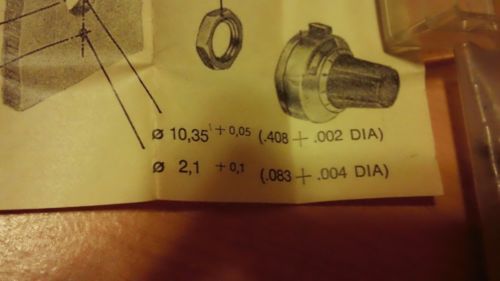 ø 10,35 + 0,05 (.408 + .002 DIA)
ø 2,1 + 0,1 (.083 + .004 DIA)